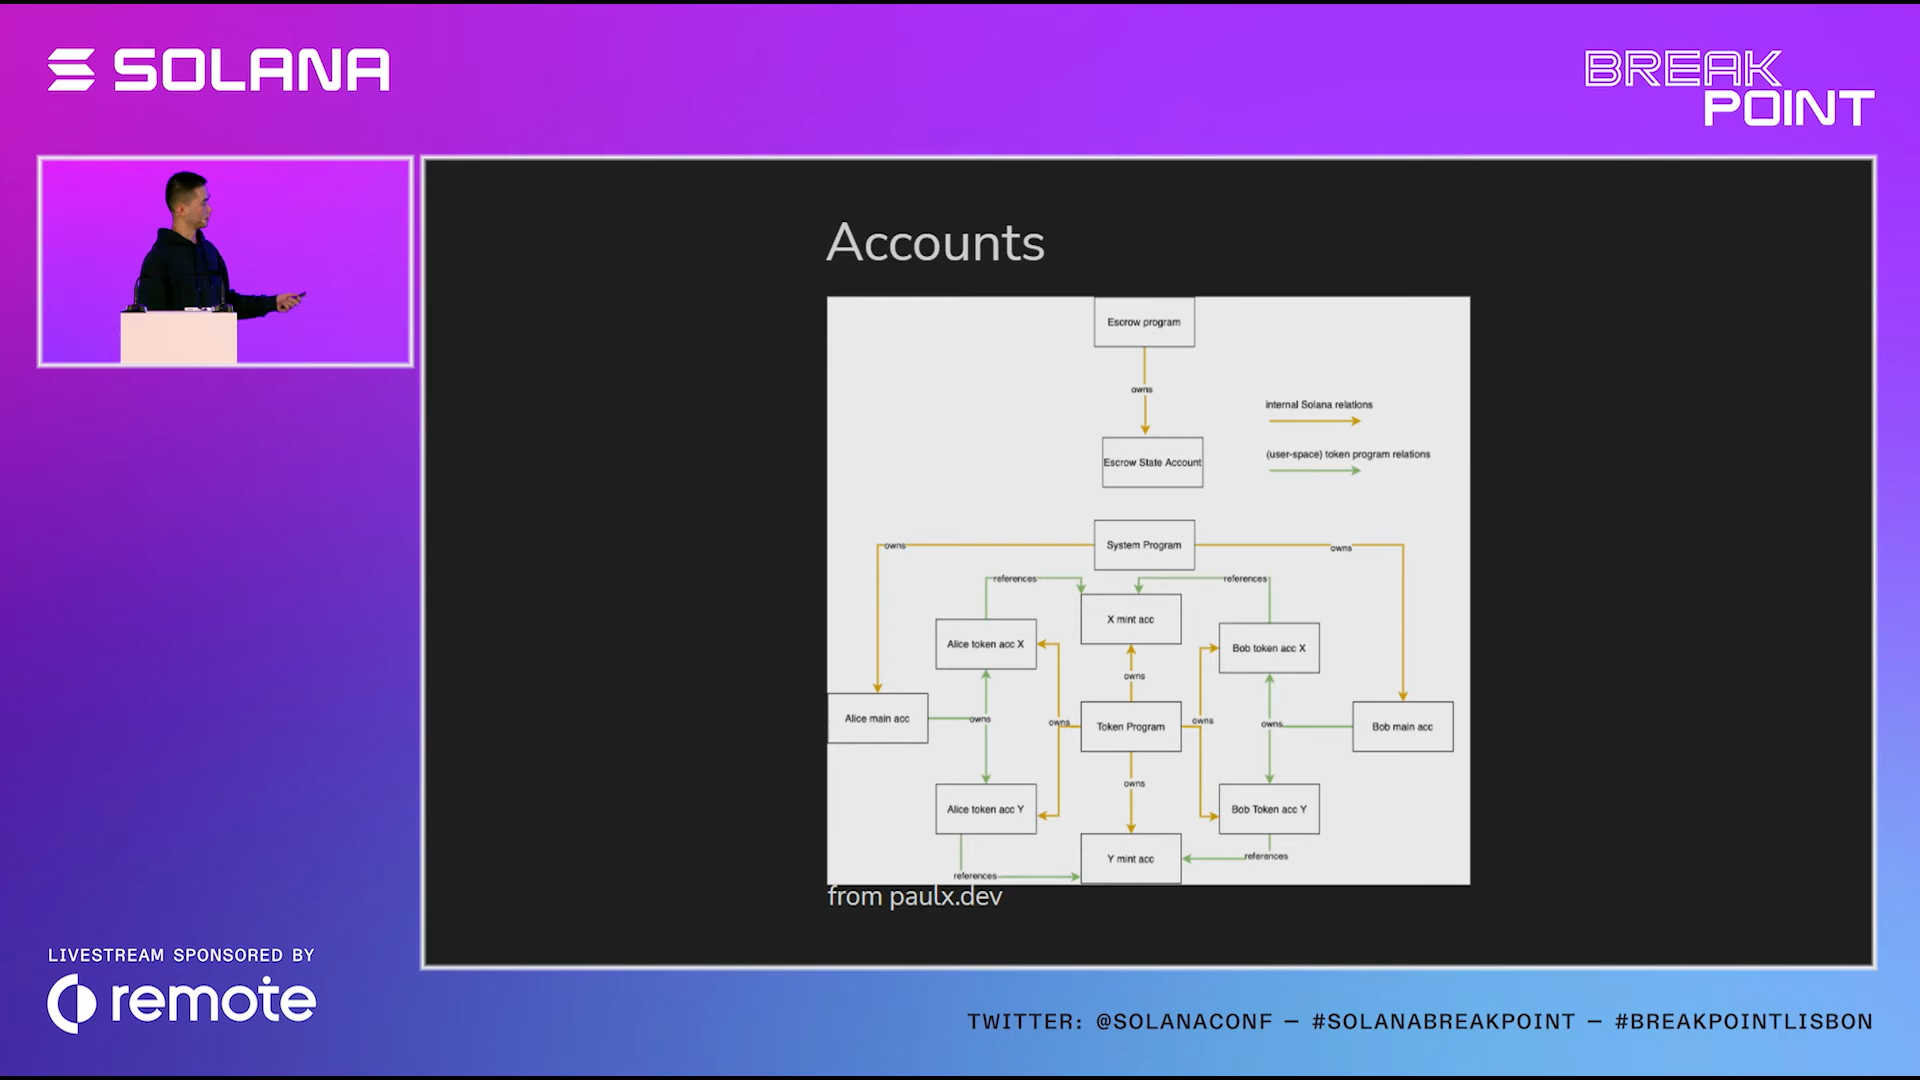 SOLANA
BREAK
POINT
Accounts
Escrow program
owns
internal Solana relations
(user-space) token program relations
Escrow State Account
System Program
owns
owns
references
references
X mint acc
Alice token acc X
Bob token acc X
owns
Alice main acc
owns
owns
Token Program
owns
owns
Bob main acc
owns
Alice token acc Y
Bob Token acc Y
Y mint acc
references
references
from paulx.dev
LIVESTREAM SPONSORED BY
remote
TWITTER: @SOLANACONF — #SOLANABREAKPOINT — #BREAKPOINTLISBON